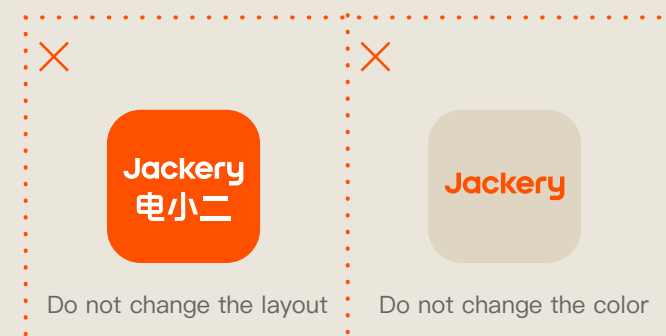 Jackery
电小二
Do not change the layout
Jackery
Do not change the color